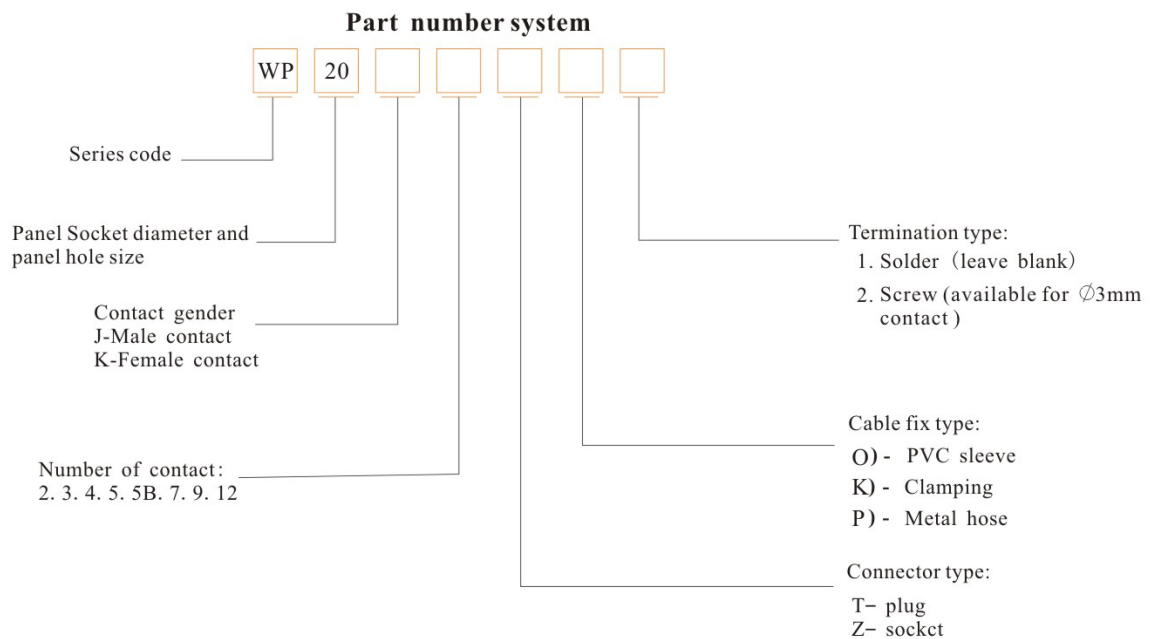 Part number system
WP 20
Series code
Panel Socket diameter and
panel hole size
Contact gender
J-Male contact
K-Female contact
Number of contact:
2. 3. 4. 5. 5B. 7. 9. 12
Termination type:
1. Solder (leave blank)
2. Screw (available for ∅3mm
contact )
Cable fix type:
O) - PVC sleeve
K) - Clamping
P) - Metal hose
Connector type:
T- plug
Z- sockct